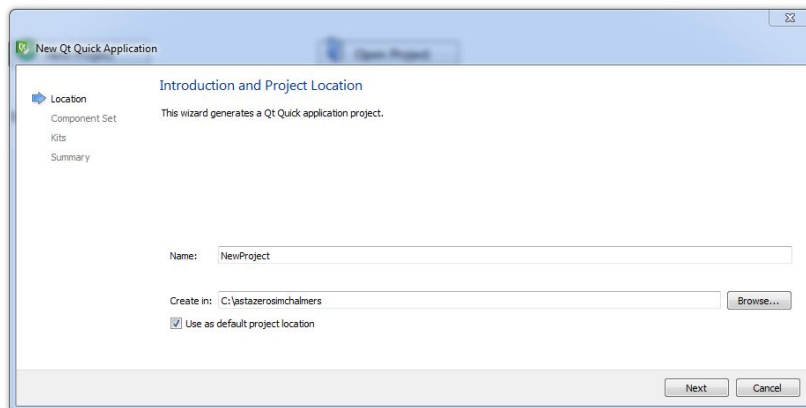 New Qt Quick Application
Open Project
Location
Component Set
Kits
Summary
Introduction and Project Location
This wizard generates a Qt Quick application project.
Name: NewProject
Create in: C:\astazerosimchalmers Browse...
Use as default project location
Next Cancel